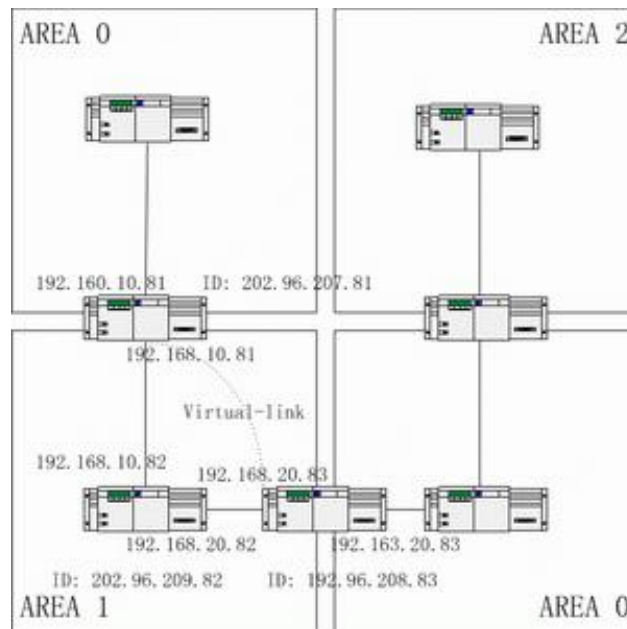 AREA 0
AREA 2
192.160.10.81
ID: 202.96.207.81
192.168.10.81
Virtual-link
192.168.10.82
192.168.20.83
192.168.20.82
192.163.20.83
ID: 202.96.209.82
ID: 192.96.208.83
AREA 1
AREA 0